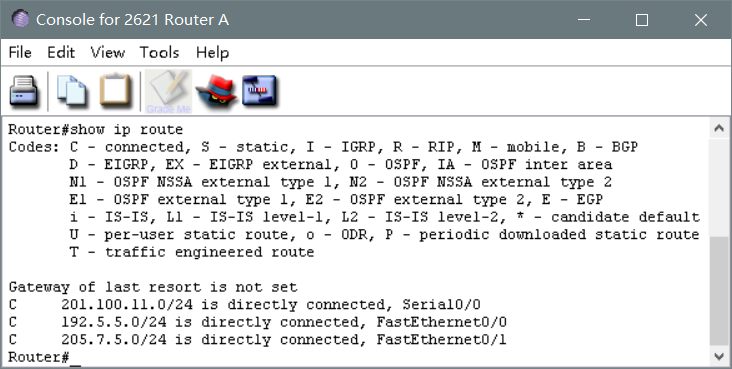 Console for 2621 Router A
File Edit View Tools Help
Grade Me
Router#show ip route
Codes: C - connected, S - static, I - IGRP, R - RIP, M - mobile, B - BGP
D - EIGRP, EX - EIGRP external, O - OSPF, IA - OSPF inter area
N1 - OSPF NSSA external type 1, N2 - OSPF NSSA external type 2
E1 - OSPF external type 1, E2 - OSPF external type 2, E - EGP
i - IS-IS, L1 - IS-IS level-1, L2 - IS-IS level-2, * - candidate default
U - per-user static route, o - ODR, P - periodic downloaded static route
T - traffic engineered route
Gateway of last resort is not set
C 201.100.11.0/24 is directly connected, Serial0/0
C 192.5.5.0/24 is directly connected, FastEthernet0/0
C 205.7.5.0/24 is directly connected, FastEthernet0/1
Router#_